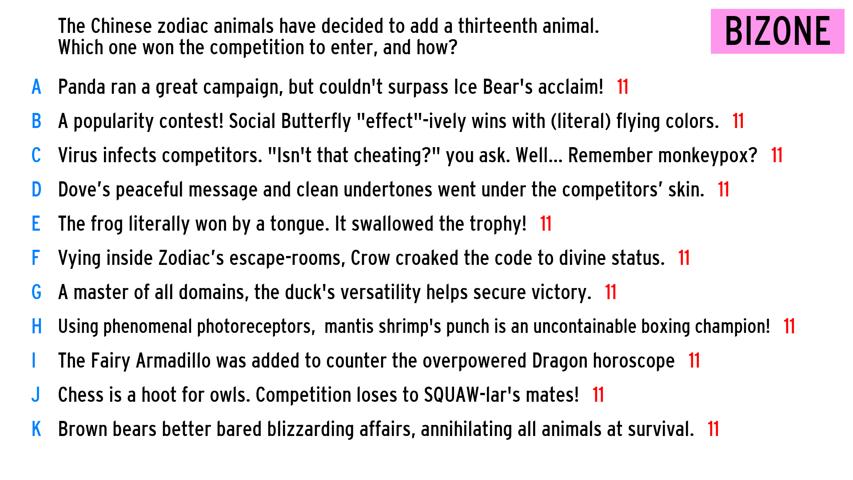 The Chinese zodiac animals have decided to add a thirteenth animal.
Which one won the competition to enter, and how?
BIZONE
A Panda ran a great campaign, but couldn't surpass Ice Bear's acclaim! 11
B A popularity contest! Social Butterfly "effect"-ively wins with (literal) flying colors. 11
C Virus infects competitors. "Isn't that cheating?" you ask. Well... Remember monkeypox? 11
D Dove’s peaceful message and clean undertones went under the competitors’ skin. 11
E The frog literally won by a tongue. It swallowed the trophy! 11
F Vying inside Zodiac’s escape-rooms, Crow croaked the code to divine status. 11
G A master of all domains, the duck's versatility helps secure victory. 11
H Using phenomenal photoreceptors, mantis shrimp's punch is an uncontainable boxing champion! 11
I The Fairy Armadillo was added to counter the overpowered Dragon horoscope 11
J Chess is a hoot for owls. Competition loses to SQUAW-lar's mates! 11
K Brown bears better bared blizzarding affairs, annihilating all animals at survival. 11